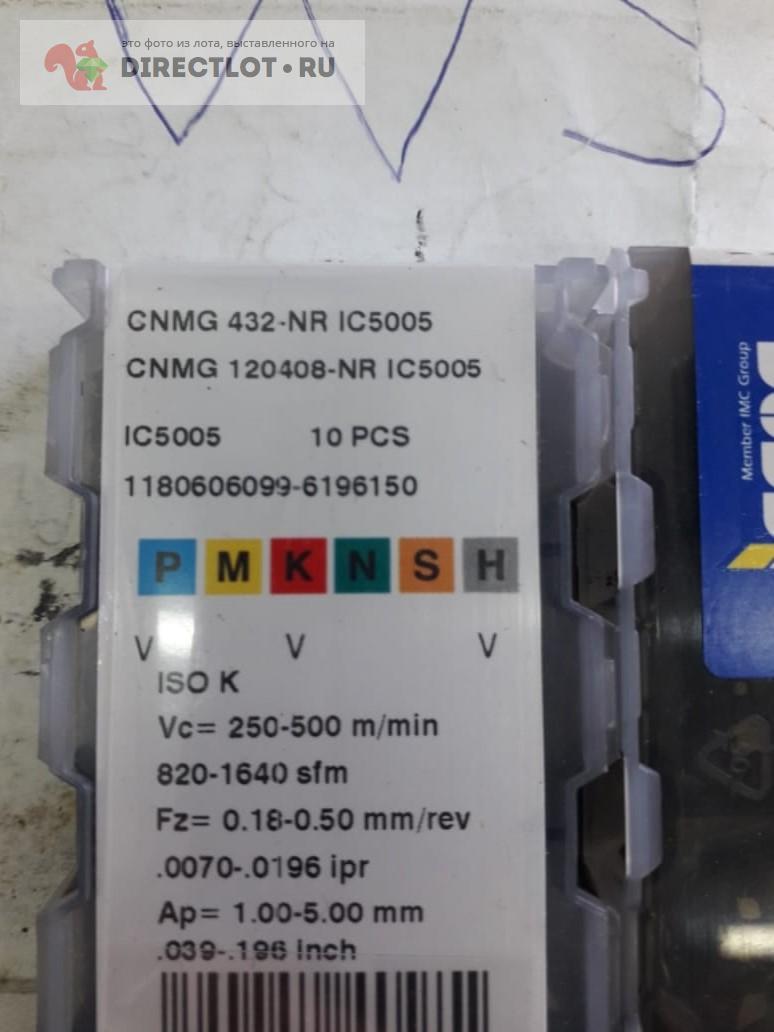 это фото из лота, выставленного на
DIRECTLOT•RU
CNMG 432-NR IC5005
CNMG 120408-NR IC5005
IC5005 10 PCS
1180606099-6196150
P M K N S H
V V V
ISO K
Vc= 250-500 m/min
820-1640 sfm
Fz= 0.18-0.50 mm/rev
.0070-.0196 ipr
Ap= 1.00-5.00 mm
.039-.196 inch
Member IMC Group